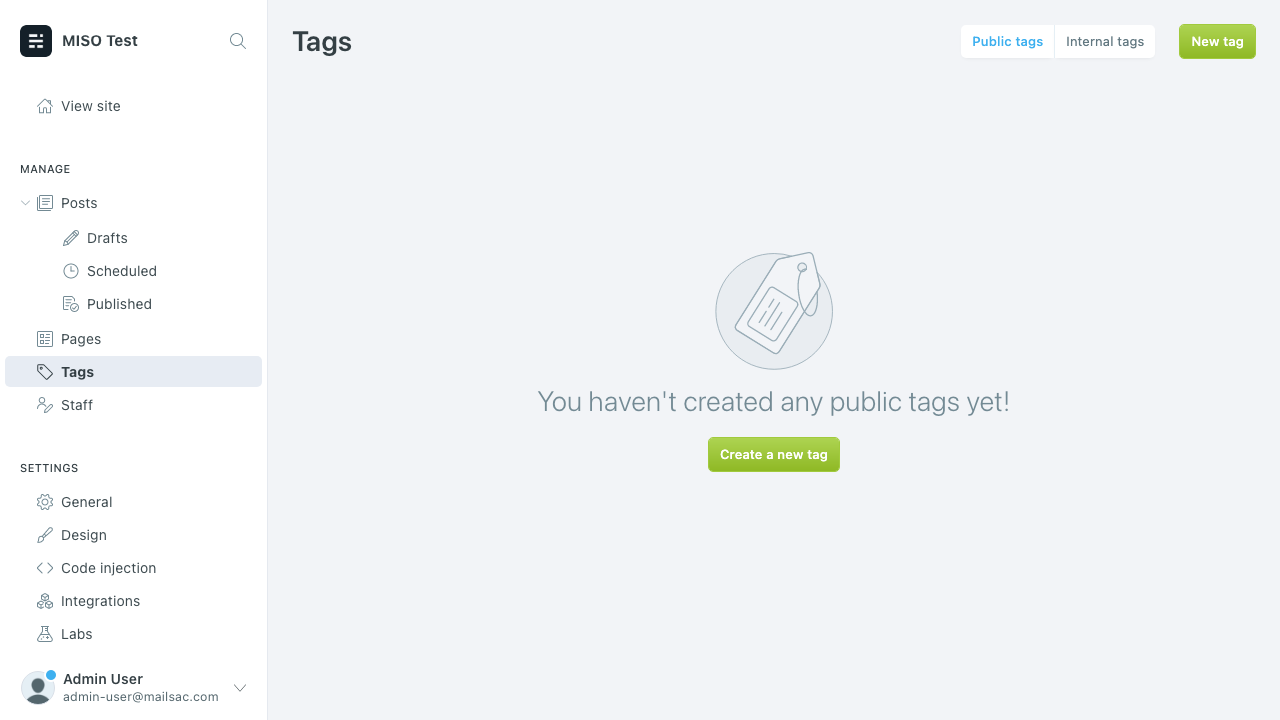 MISO Test
View site
MANAGE
Posts
Drafts
Scheduled
Published
Pages
Tags
Staff
SETTINGS
General
Design
Code injection
Integrations
Labs
Admin User
admin-user@mailsac.com
Tags
Public tags
Internal tags
New tag
You haven't created any public tags yet!
Create a new tag